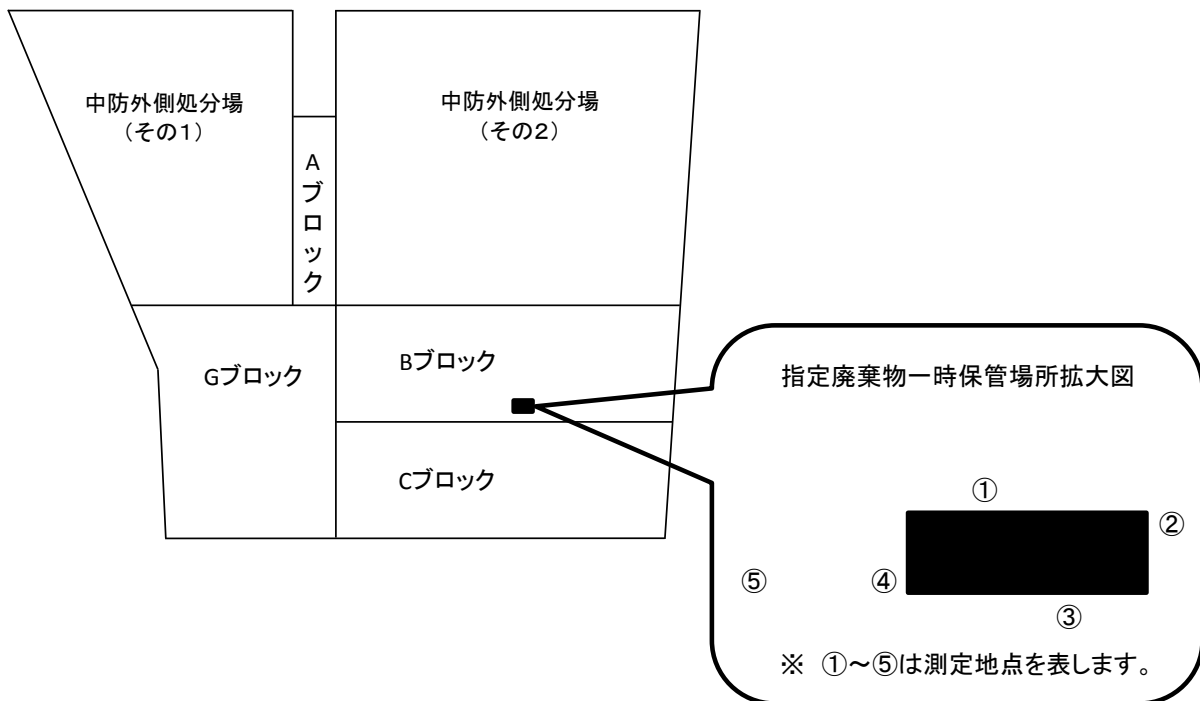 中防外側処分場
（その1）
中防外側処分場
（その2）
Aブロック
Gブロック
Bブロック
Cブロック
指定廃棄物一時保管場所拡大図
①
②
③
④
⑤
※ ①～⑤は測定地点を表します。